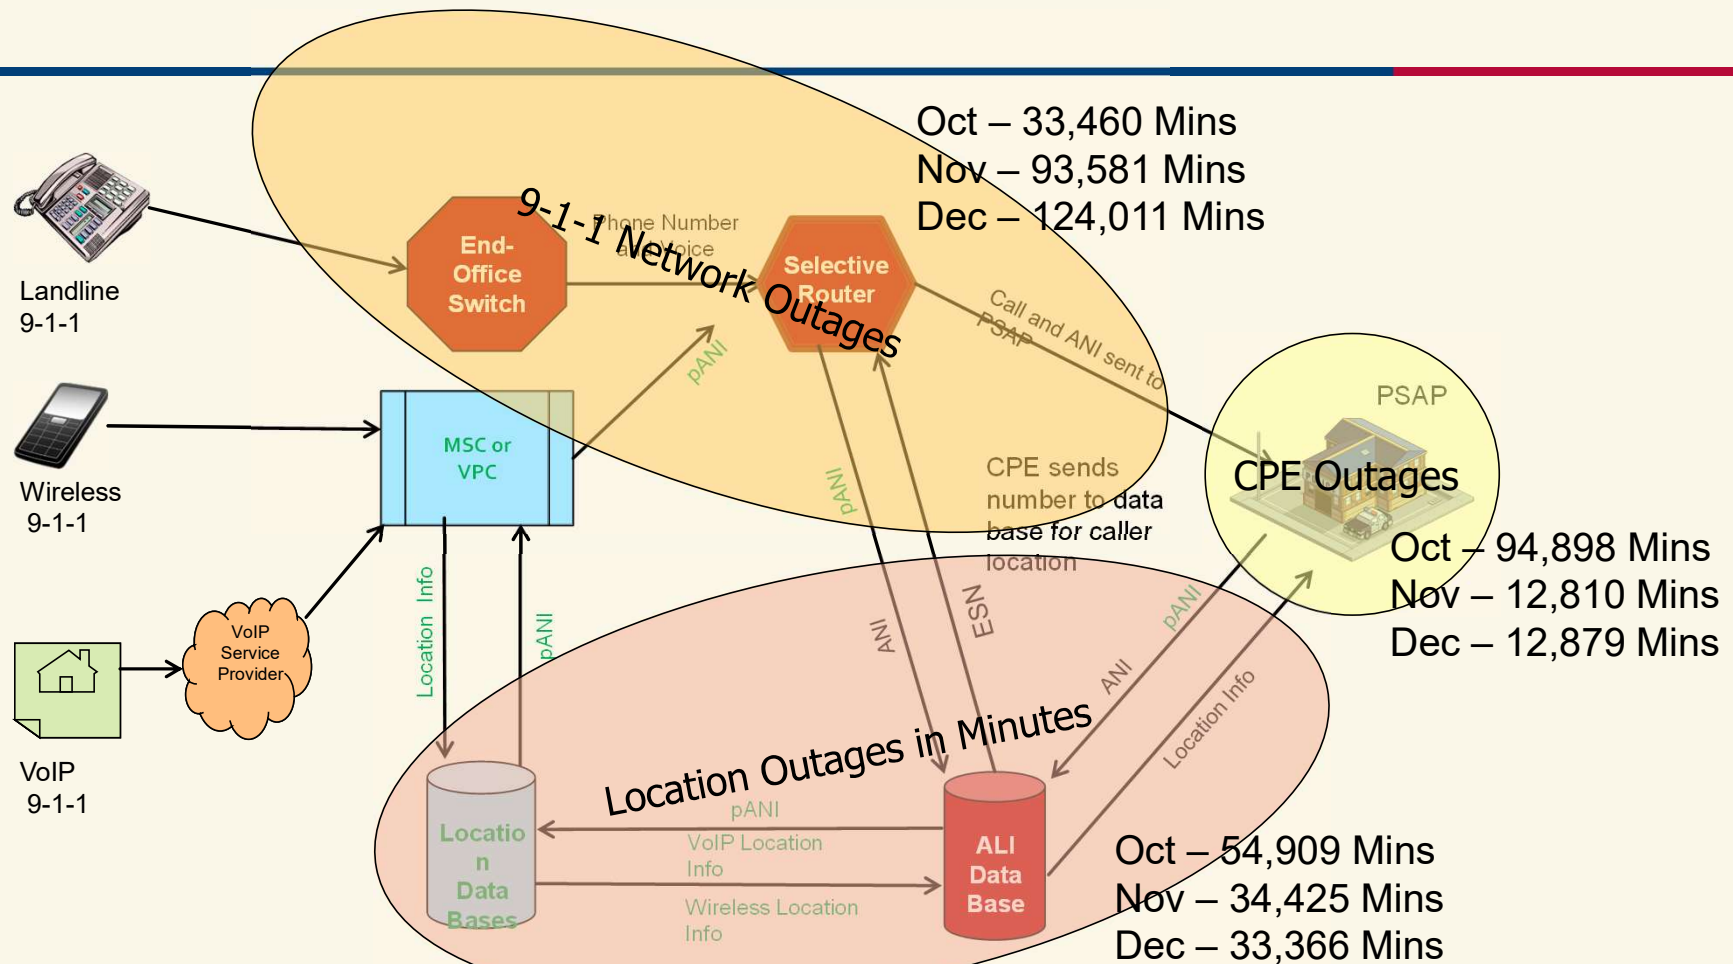 Oct – 33,460 Mins
Nov – 93,581 Mins
Dec – 124,011 Mins
Landline
9-1-1
End-
Office
Switch
Phone Number
and Voice
9-1-1 Network Outages
Selective
Router
Call and ANI sent to
PSAP
pANI
PSAP
CPE Outages
Oct – 94,898 Mins
Nov – 12,810 Mins
Dec – 12,879 Mins
Wireless
9-1-1
MSC or
VPC
pANI
ANI
ESN
CPE sends
number to data
base for caller
location
pANI
ANI
Location Info
Location Info
pANI
VoIP
Service
Provider
VoIP
9-1-1
Location Outages in Minutes
Locatio
n
Data
Bases
pANI
VoIP Location
Info
Wireless Location
Info
ALI
Data
Base
Oct – 54,909 Mins
Nov – 34,425 Mins
Dec – 33,366 Mins